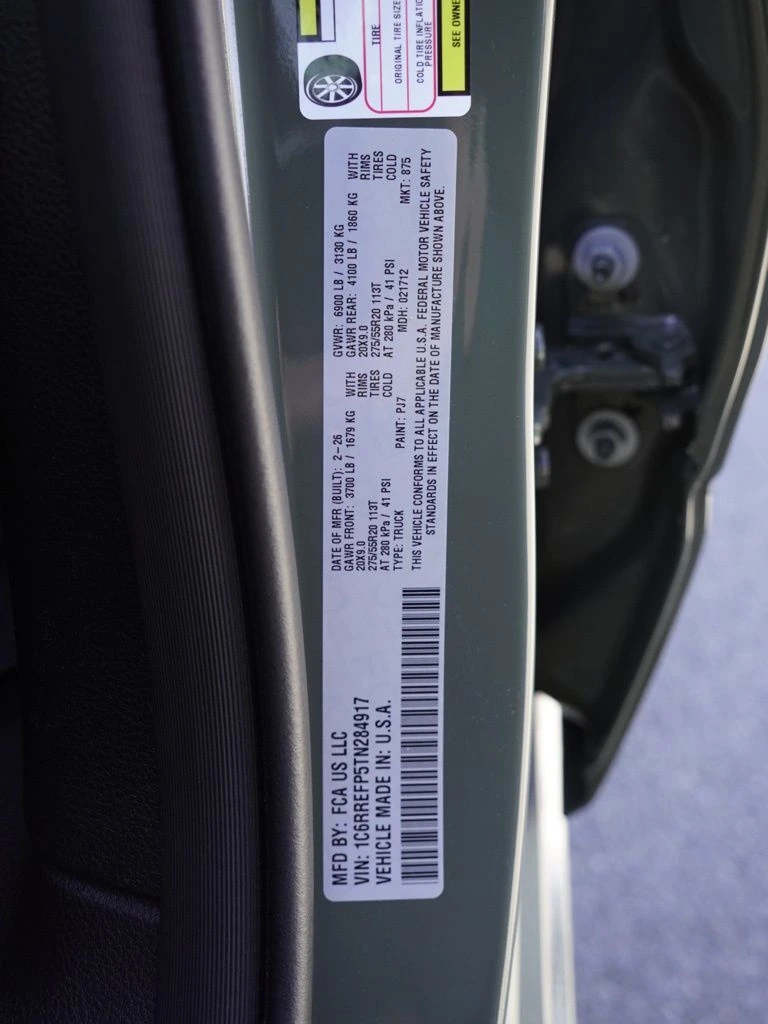 MFD BY: FCA US LLC
VIN: 1C6RREFP5TN284917
VEHICLE MADE IN: U.S.A.
DATE OF MFR (BUILT): 2-26 GVWR: 6900 LB / 3130 KG
GAWR FRONT: 3700 LB / 1679 KG WITH GAWR REAR: 4100 LB / 1860 KG WITH
20X9.0 RIMS 20X9.0 RIMS
275/55R20 113T TIRES 275/55R20 113T TIRES
AT 280 kPa / 41 PSI COLD AT 280 kPa / 41 PSI COLD
TYPE: TRUCK PAINT: PJ7 MDH: 021712 MKT: 875
THIS VEHICLE CONFORMS TO ALL APPLICABLE U.S.A. FEDERAL MOTOR VEHICLE SAFETY
STANDARDS IN EFFECT ON THE DATE OF MANUFACTURE SHOWN ABOVE.
TIRE
ORIGINAL TIRE SIZE
COLD TIRE
PRESSURE
SEE